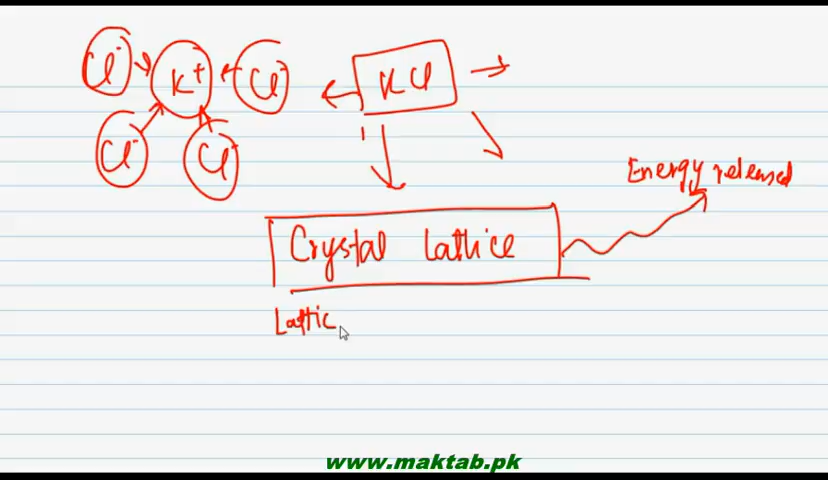 Cl⁻ K⁺ Cl⁻ KCl
Cl⁻ Cl⁻
Energy released
Crystal Lattice
Lattic
www.maktab.pk